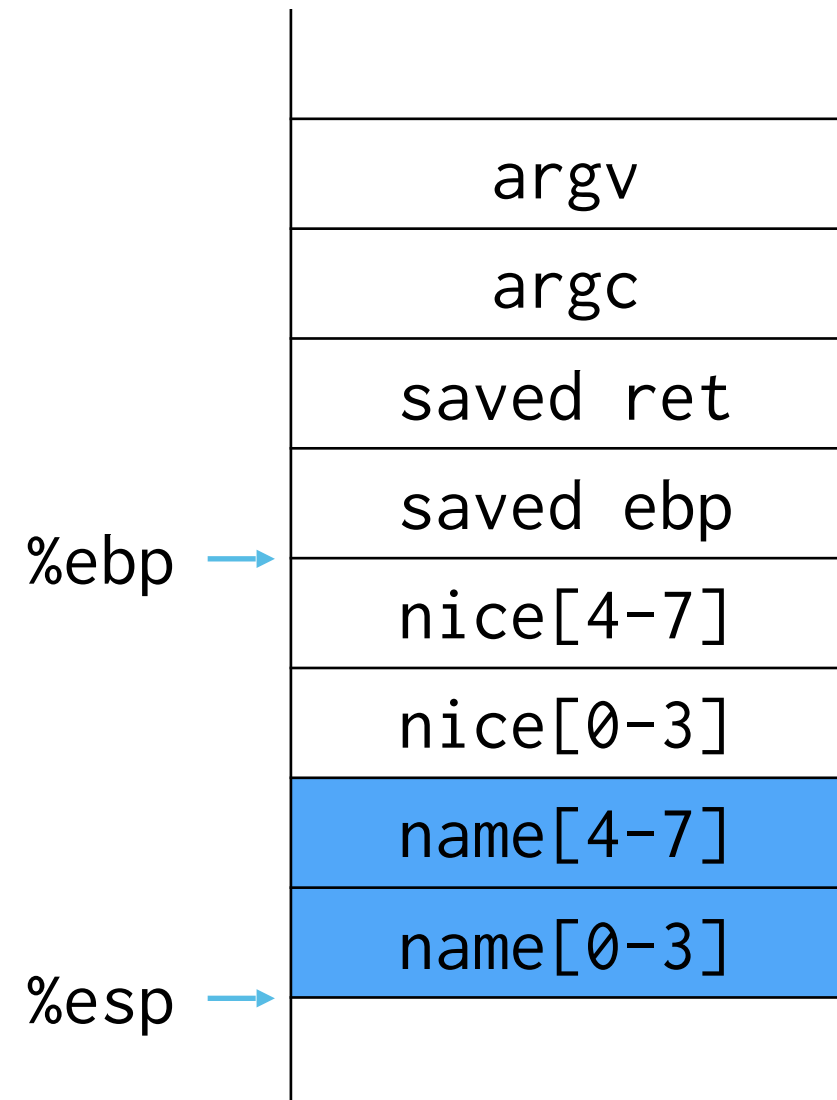 argv
argc
saved ret
saved ebp
%ebp
nice[4-7]
nice[0-3]
name[4-7]
name[0-3]
%esp